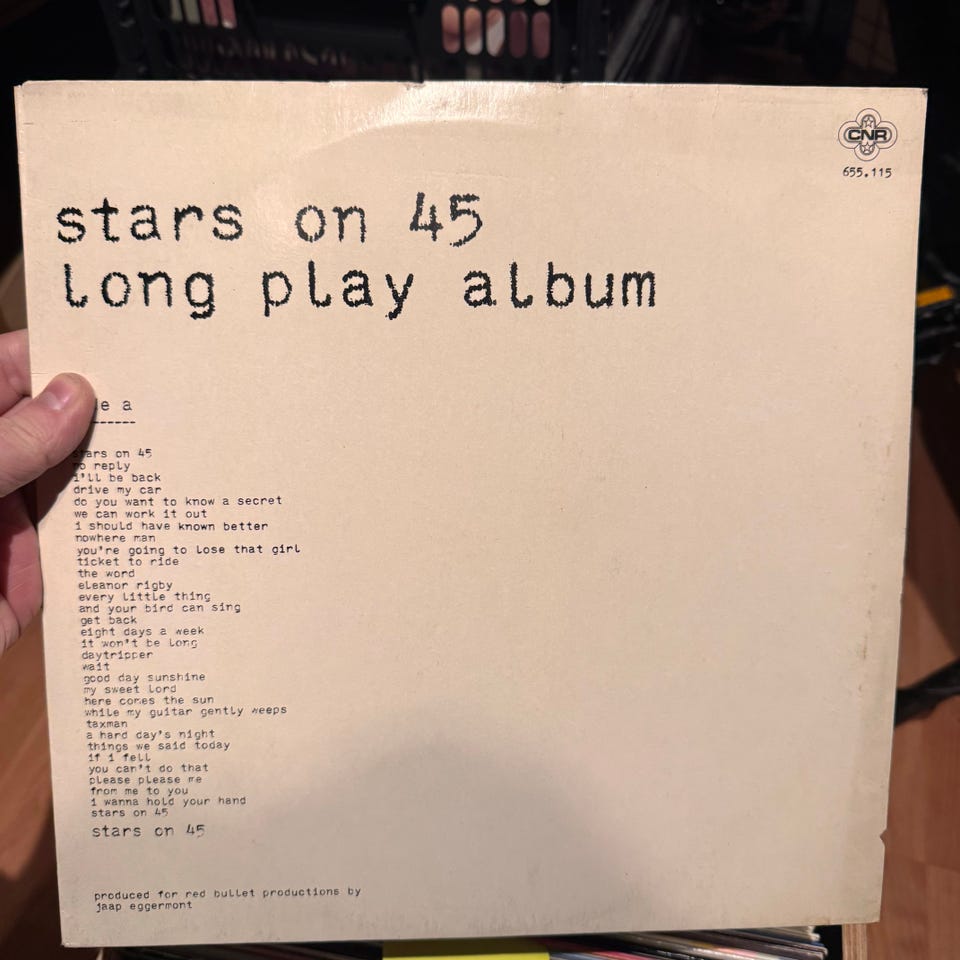 CNR
655.115
stars on 45
long play album
e a
stars on 45
no reply
i'll be back
drive my car
do you want to know a secret
we can work it out
i should have known better
nowhere man
you're going to lose that girl
ticket to ride
the word
eleanor rigby
every little thing
and your bird can sing
get back
eight days a week
it won't be long
daytripper
wait
good day sunshine
my sweet lord
here comes the sun
while my guitar gently weeps
taxman
a hard day's night
things we said today
if i fell
you can't do that
please please me
from me to you
i wanna hold your hand
stars on 45
stars on 45
produced for red bullet productions by
jaap eggermont